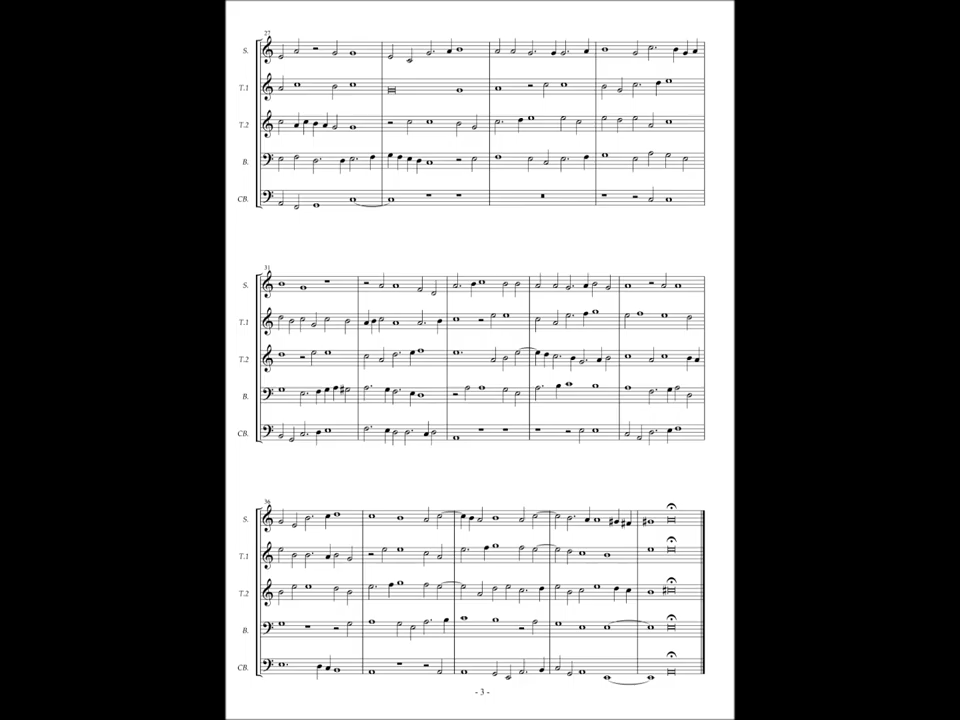 27
S.
T.1
T.2
B.
CB.
31
S.
T.1
T.2
B.
CB.
36
S.
T.1
T.2
B.
CB.
- 3 -